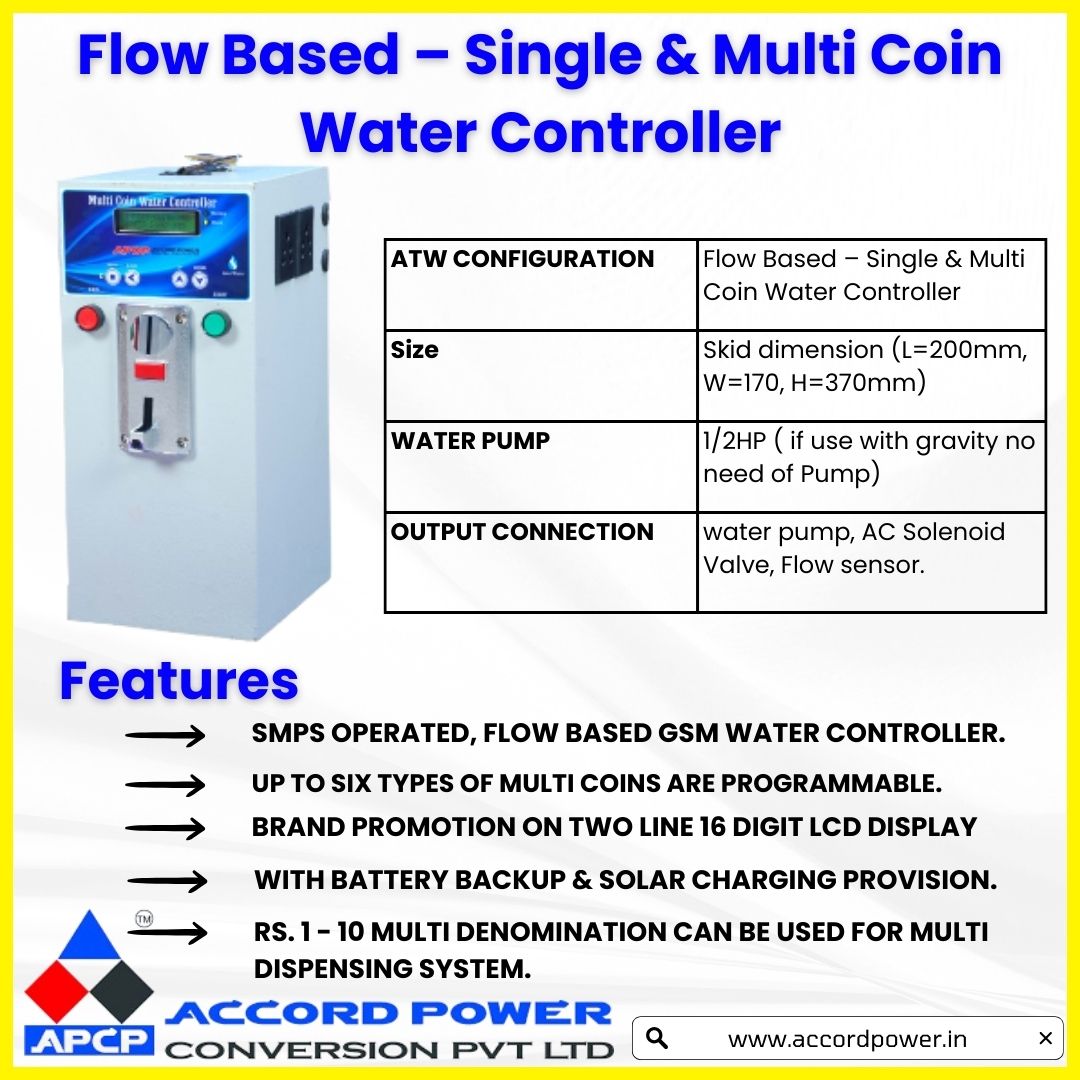 Flow Based – Single & Multi Coin
Water Controller
Multi Coin Water Controller
APCP ACCORD POWER
ATW CONFIGURATION
Flow Based – Single & Multi
Coin Water Controller
Size
Skid dimension (L=200mm,
W=170, H=370mm)
WATER PUMP
1/2HP ( if use with gravity no
need of Pump)
OUTPUT CONNECTION
water pump, AC Solenoid
Valve, Flow sensor.
Features
SMPS OPERATED, FLOW BASED GSM WATER CONTROLLER.
UP TO SIX TYPES OF MULTI COINS ARE PROGRAMMABLE.
BRAND PROMOTION ON TWO LINE 16 DIGIT LCD DISPLAY
WITH BATTERY BACKUP & SOLAR CHARGING PROVISION.
RS. 1 – 10 MULTI DENOMINATION CAN BE USED FOR MULTI
DISPENSING SYSTEM.
TM
APCP
ACCORD POWER
CONVERSION PVT LTD
www.accordpower.in